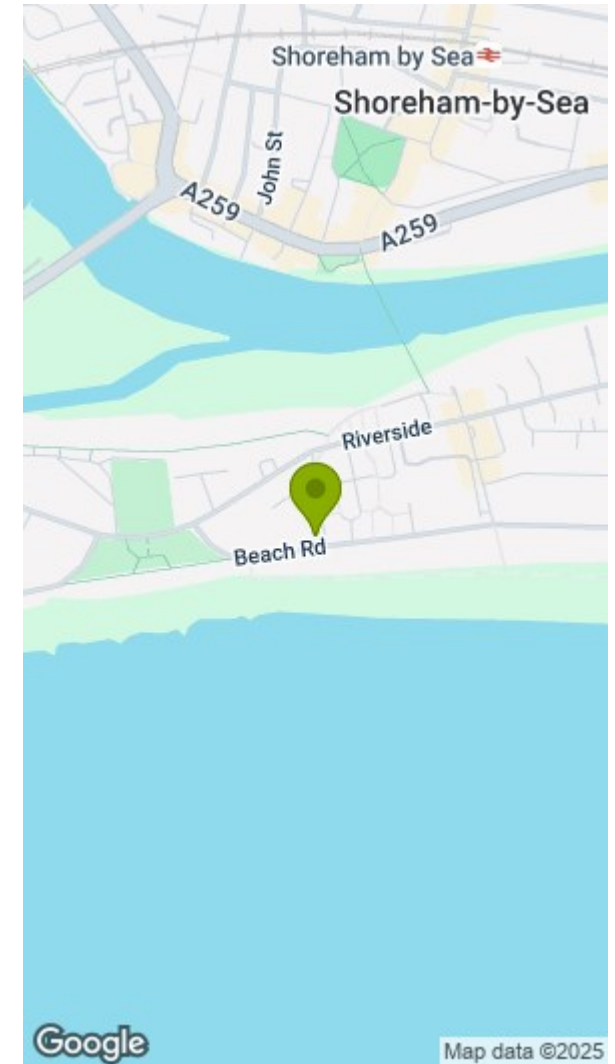 Shoreham by Sea
Shoreham-by-Sea
John St
A259
A259
Riverside
Beach Rd
Google
Map data ©2025